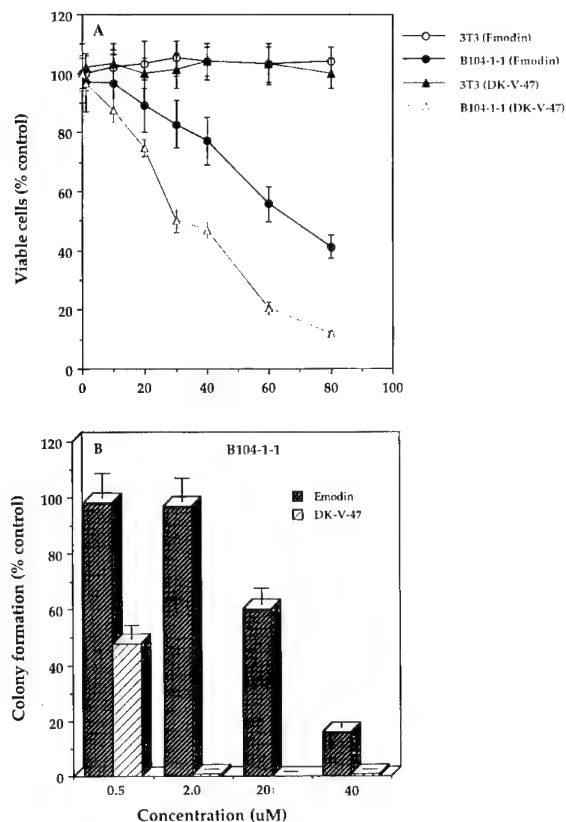 A
120
100
80
60
40
20
0
Viable cells (% control)
0 20 40 60 80 100
3T3 (Emodin)
B104-1-1 (Emodin)
3T3 (DK-V-47)
B104-1-1 (DK-V-47)
B
B104-1-1
120
100
80
60
40
20
0
Colony formation (% control)
Emodin
DK-V-47
0.5 2.0 20 40
Concentration (uM)